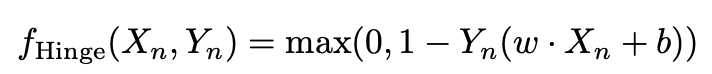 f_Hinge(X_n, Y_n) = max(0, 1 − Y_n(w · X_n + b))